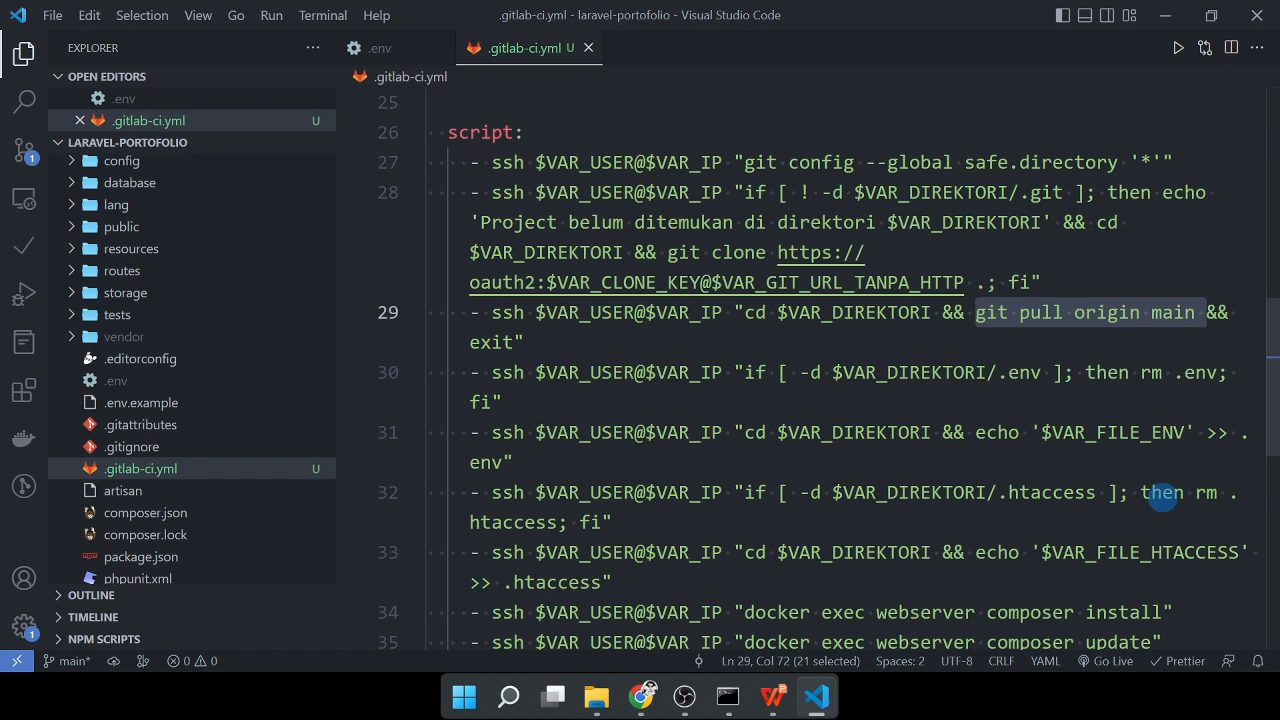 File Edit Selection View Go Run Terminal Help
.gitlab-ci.yml - laravel-portofolio - Visual Studio Code
EXPLORER
OPEN EDITORS
.env
.gitlab-ci.yml U
LARAVEL-PORTOFOLIO
config
database
lang
public
resources
routes
storage
tests
vendor
.editorconfig
.env
.env.example
.gitattributes
.gitignore
.gitlab-ci.yml U
artisan
composer.json
composer.lock
package.json
phpunit.xml
OUTLINE
TIMELINE
NPM SCRIPTS
.env
.gitlab-ci.yml U
.gitlab-ci.yml
25
26 script:
27 - ssh $VAR_USER@$VAR_IP "git config --global safe.directory '*'"
28 - ssh $VAR_USER@$VAR_IP "if [ ! -d $VAR_DIREKTORI/.git ]; then echo
'Project belum ditemukan di direktori $VAR_DIREKTORI' && cd
$VAR_DIREKTORI && git clone https://
oauth2:$VAR_CLONE_KEY@$VAR_GIT_URL_TANPA_HTTP .; fi"
29 - ssh $VAR_USER@$VAR_IP "cd $VAR_DIREKTORI && git pull origin main &&
exit"
30 - ssh $VAR_USER@$VAR_IP "if [ -d $VAR_DIREKTORI/.env ]; then rm .env;
fi"
31 - ssh $VAR_USER@$VAR_IP "cd $VAR_DIREKTORI && echo '$VAR_FILE_ENV' >> .
env"
32 - ssh $VAR_USER@$VAR_IP "if [ -d $VAR_DIREKTORI/.htaccess ]; then rm .
htaccess; fi"
33 - ssh $VAR_USER@$VAR_IP "cd $VAR_DIREKTORI && echo '$VAR_FILE_HTACCESS'
>> .htaccess"
34 - ssh $VAR_USER@$VAR_IP "docker exec webserver composer install"
35 - ssh $VAR_USER@$VAR_IP "docker exec webserver composer update"
1
1
main* 0 0 Ln 29, Col 72 (21 selected) Spaces: 2 UTF-8 CRLF YAML Go Live Prettier